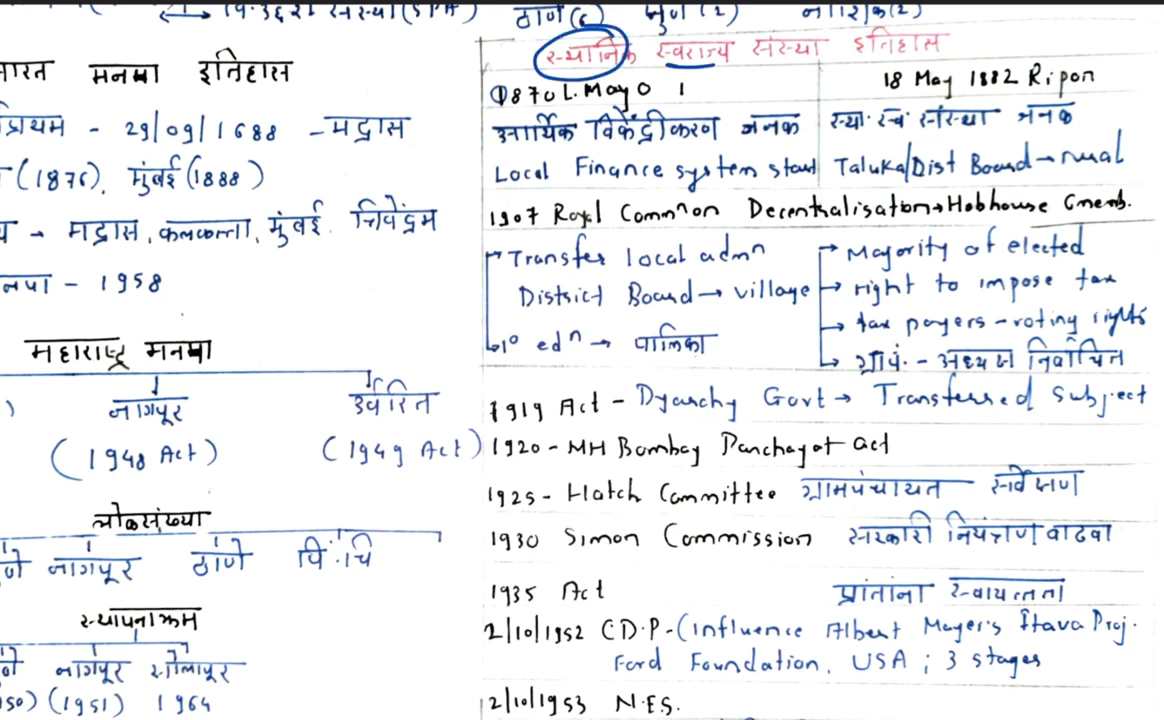 ठाणे (6) पुणे (2) नाशिक (2)
भारत मनपा इतिहास
प्रथम - 29/09/1688 - मद्रास
(1876), मुंबई (1888)
- मद्रास, कलकत्ता, मुंबई, त्रिवेंद्रम
मनपा - 1958
महाराष्ट्र मनपा
नागपूर उर्वरित
(1948 Act) (1949 Act)
लोकसंख्या
पुणे नागपूर ठाणे पिं.चिं
स्थापनाक्रम
पुणे नागपूर सोलापूर
(1950) (1951) 1964
स्थानिक स्वराज्य संस्था इतिहास
1870 L. Mayo 18 May 1882 Ripon
आर्थिक विकेंद्रीकरण जनक स्था. स्व. संस्था जनक
Local Finance system start Taluka/Dist Board → rural
1907 Royal Common Decentralisation → Hobhouse
→ Transfer local admn → Majority of elected
District Board → village → right to impose tax
→ tax payers - voting rights
→ 1° edn → पालिका → ग्रापं. - अध्यक्ष निर्वाचित
1919 Act - Dyarchy Govt → Transferred Subject
1920 - MH Bombay Panchayat act
1925 - Hatch Committee ग्रामपंचायत सर्वेक्षण
1930 Simon Commission सरकारी नियंत्रण वाढवा
1935 Act प्रांतांना स्वायत्तता
2/10/1952 C.D.P - (influence Albert Mayer's Itava Proj.
Ford Foundation, USA ; 3 stages
2/10/1953 N.E.S.